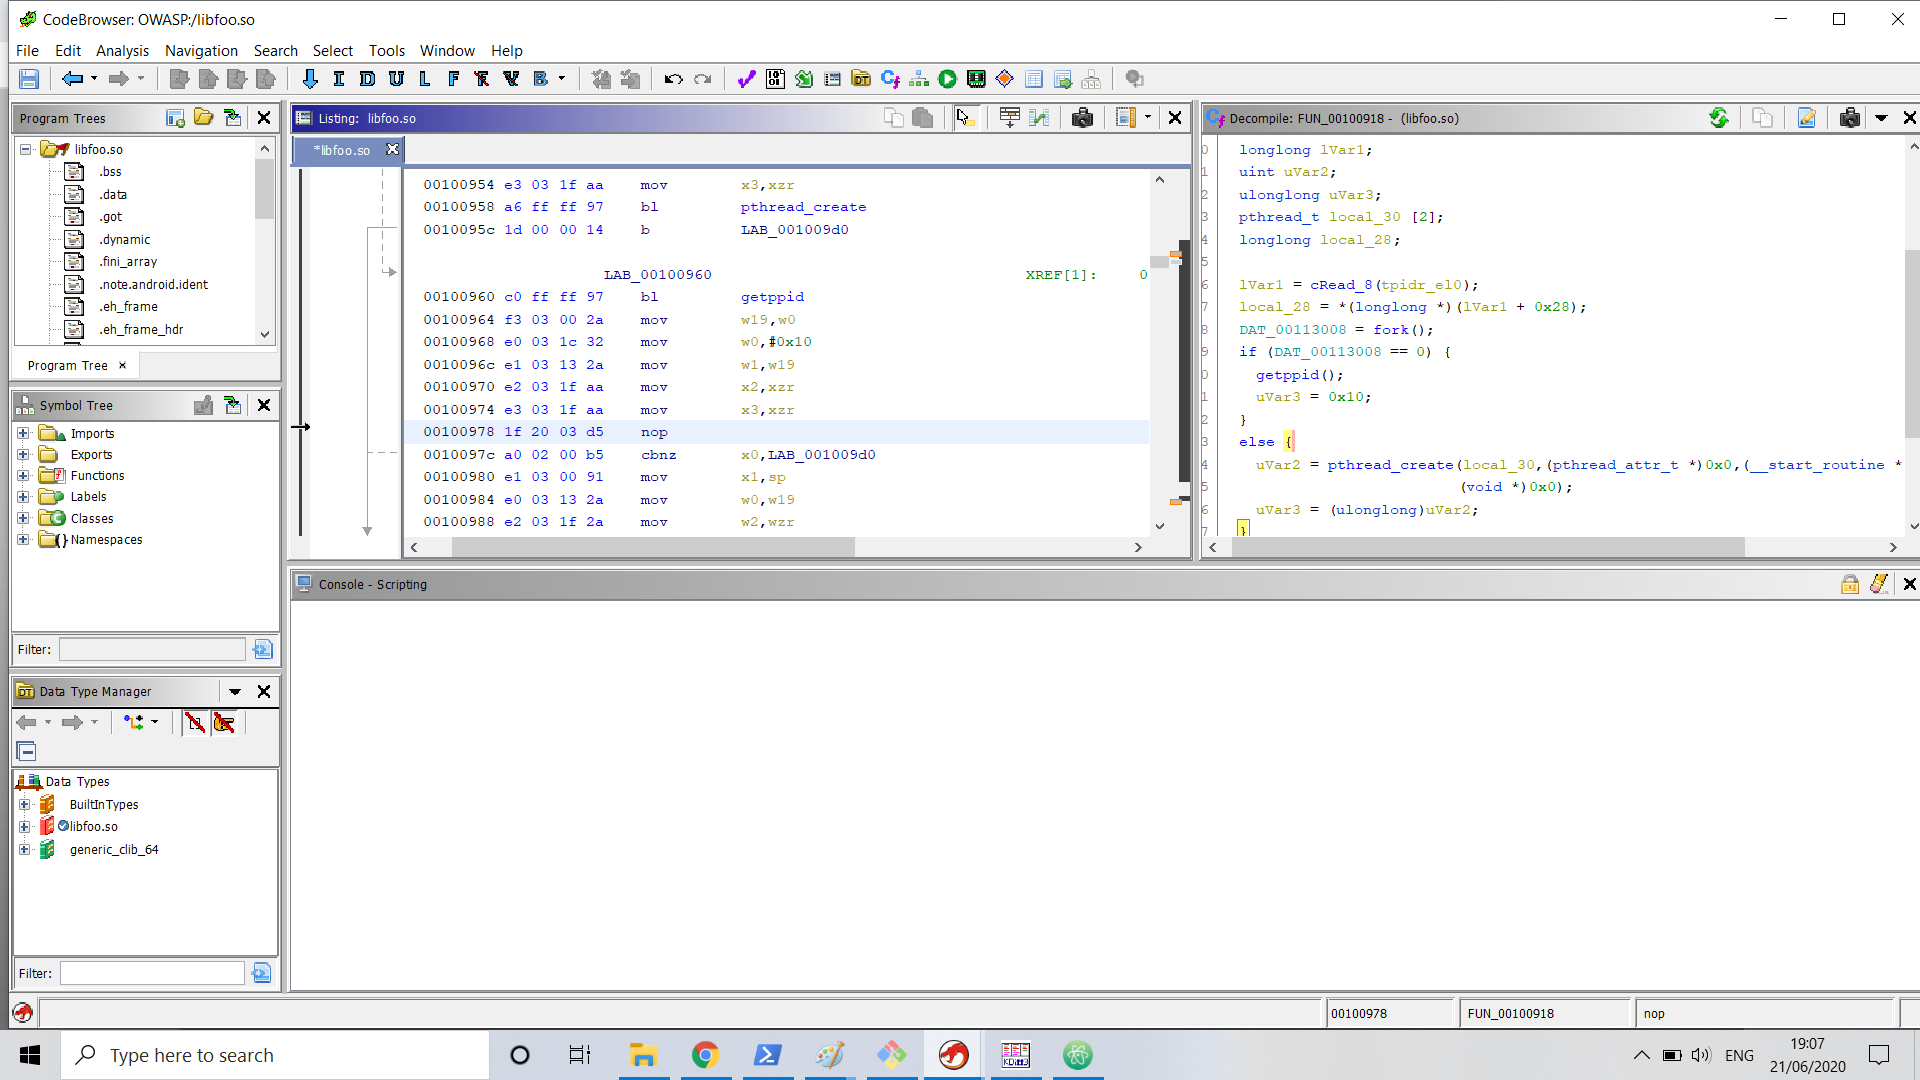 CodeBrowser: OWASP:/libfoo.so
File Edit Analysis Navigation Search Select Tools Window Help
I D U L F V B
Program Trees
libfoo.so
.bss
.data
.got
.dynamic
.fini_array
.note.android.ident
.eh_frame
.eh_frame_hdr
Program Tree
Symbol Tree
Imports
Exports
Functions
Labels
Classes
Namespaces
Filter:
Data Type Manager
Data Types
BuiltInTypes
libfoo.so
generic_clib_64
Filter:
Listing: libfoo.so
*libfoo.so
00100954 e3 03 1f aa mov x3,xzr
00100958 a6 ff ff 97 bl pthread_create
0010095c 1d 00 00 14 b LAB_001009d0
LAB_00100960 XREF[1]: 0
00100960 c0 ff ff 97 bl getppid
00100964 f3 03 00 2a mov w19,w0
00100968 e0 03 1c 32 mov w0,#0x10
0010096c e1 03 13 2a mov w1,w19
00100970 e2 03 1f aa mov x2,xzr
00100974 e3 03 1f aa mov x3,xzr
00100978 1f 20 03 d5 nop
0010097c a0 02 00 b5 cbnz x0,LAB_001009d0
00100980 e1 03 00 91 mov x1,sp
00100984 e0 03 13 2a mov w0,w19
00100988 e2 03 1f 2a mov w2,wzr
Decompile: FUN_00100918 - (libfoo.so)
0 longlong lVar1;
1 uint uVar2;
2 ulonglong uVar3;
3 pthread_t local_30 [2];
4 longlong local_28;
5
6 lVar1 = cRead_8(tpidr_el0);
7 local_28 = *(longlong *)(lVar1 + 0x28);
8 DAT_00113008 = fork();
9 if (DAT_00113008 == 0) {
0 getppid();
1 uVar3 = 0x10;
2 }
3 else {
4 uVar2 = pthread_create(local_30,(pthread_attr_t *)0x0,(__start_routine *
5 (void *)0x0);
6 uVar3 = (ulonglong)uVar2;
7 }
Console - Scripting
00100978 FUN_00100918 nop
Type here to search
ENG
19:07
21/06/2020